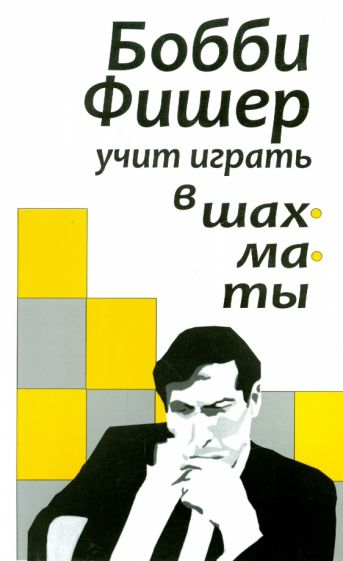 Бобби
Фишер
учит играть
в шах•
ма•
ты